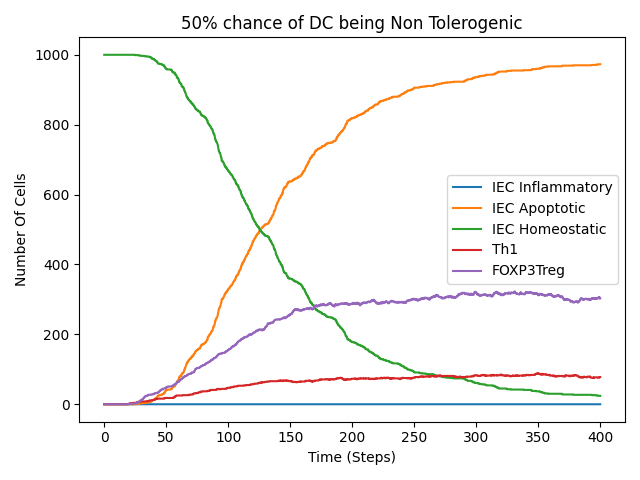 50% chance of DC being Non Tolerogenic
Number Of Cells
1000
800
600
400
200
0
IEC Inflammatory
IEC Apoptotic
IEC Homeostatic
Th1
FOXP3Treg
0 50 100 150 200 250 300 350 400
Time (Steps)